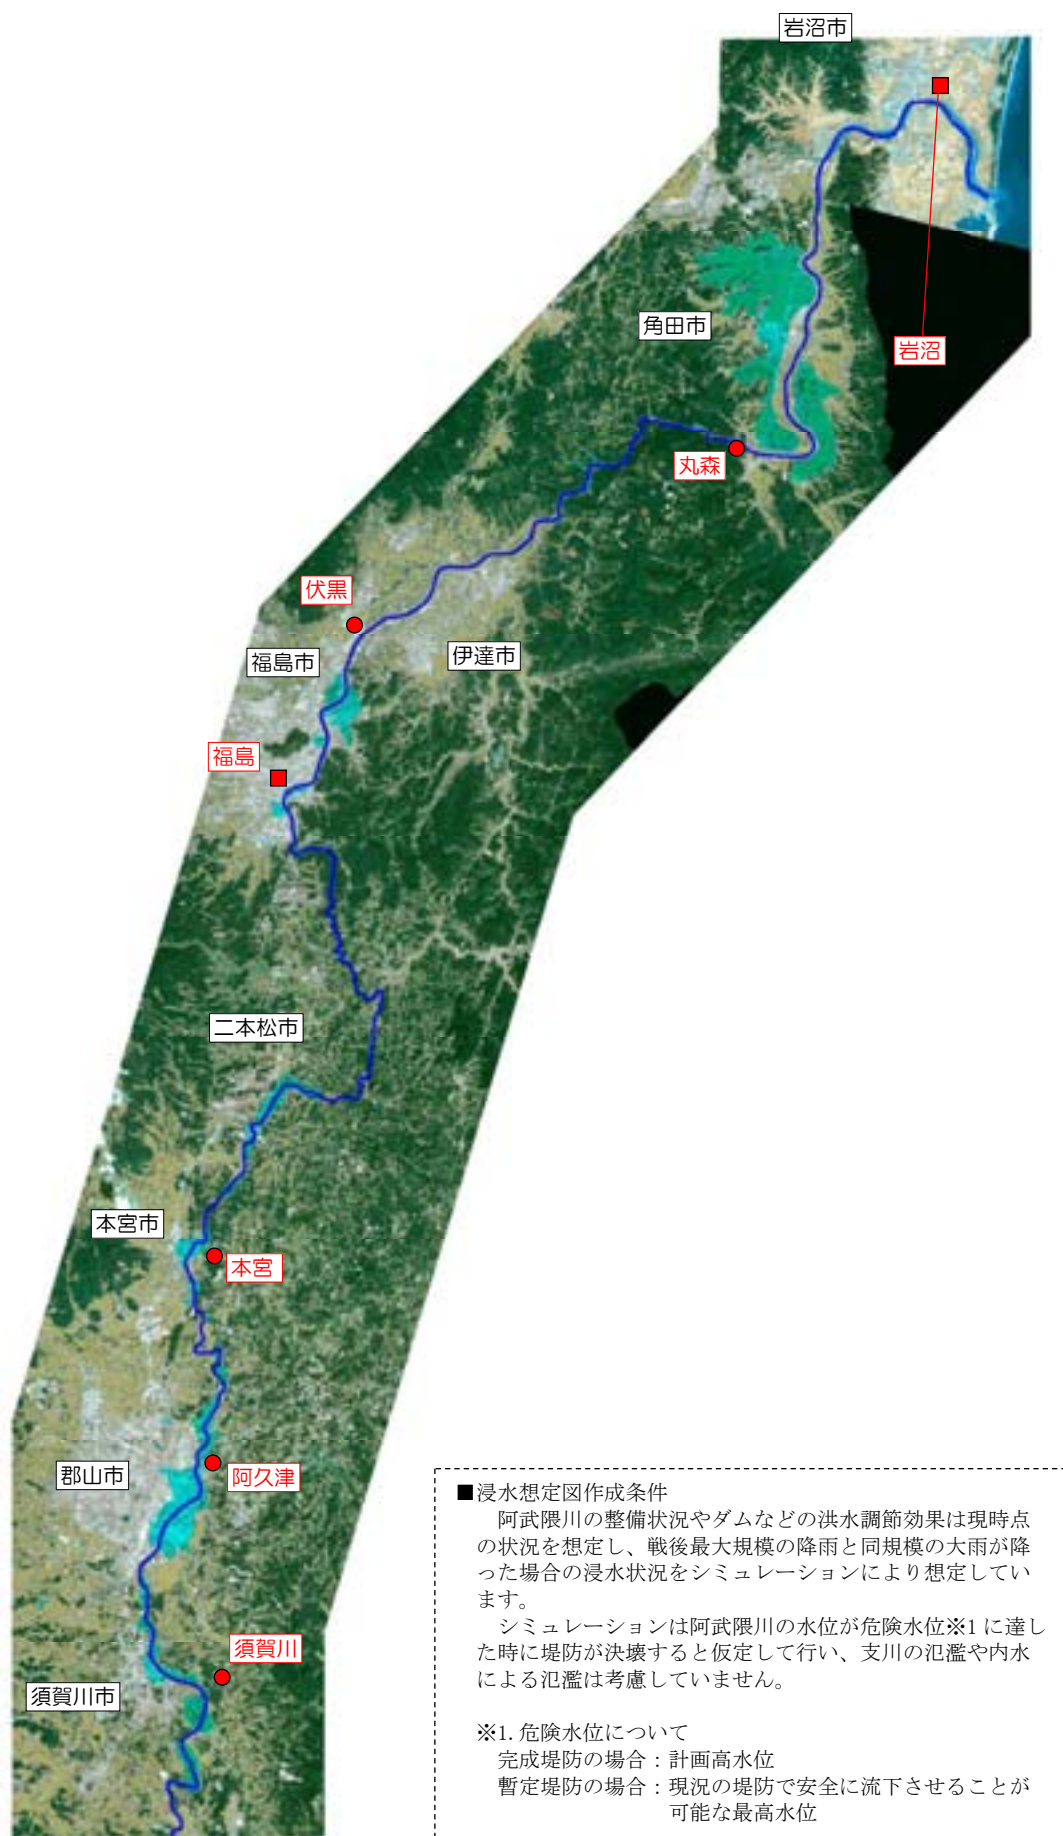 岩沼市
岩沼
角田市
丸森
伏黒
福島市
伊達市
福島
二本松市
本宮市
本宮
郡山市
阿久津
須賀川
須賀川市
■浸水想定図作成条件
阿武隈川の整備状況やダムなどの洪水調節効果は現時点
の状況を想定し、戦後最大規模の降雨と同規模の大雨が降
った場合の浸水状況をシミュレーションにより想定してい
ます。
シミュレーションは阿武隈川の水位が危険水位※1 に達し
た時に堤防が決壊すると仮定して行い、支川の氾濫や内水
による氾濫は考慮していません。
※1. 危険水位について
完成堤防の場合：計画高水位
暫定堤防の場合：現況の堤防で安全に流下させることが
可能な最高水位